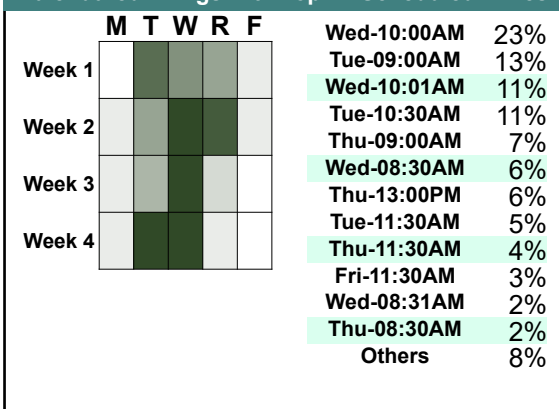 M T W R F
Week 1
Week 2
Week 3
Week 4
Wed-10:00AM 23%
Tue-09:00AM 13%
Wed-10:01AM 11%
Tue-10:30AM 11%
Thu-09:00AM 7%
Wed-08:30AM 6%
Thu-13:00PM 6%
Tue-11:30AM 5%
Thu-11:30AM 4%
Fri-11:30AM 3%
Wed-08:31AM 2%
Thu-08:30AM 2%
Others 8%